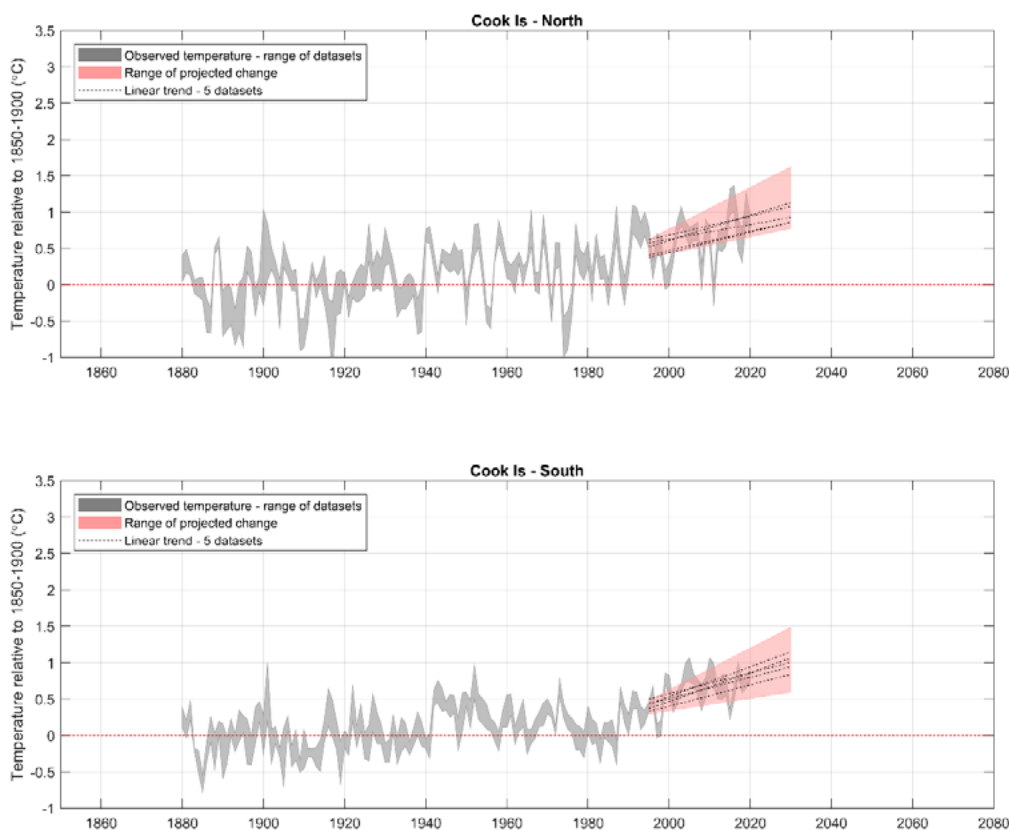 Cook Is - North
3.5
3
2.5
2
1.5
1
0.5
0
-0.5
-1
Temperature relative to 1850-1900 (°C)
Observed temperature - range of datasets
Range of projected change
Linear trend - 5 datasets
1860 1880 1900 1920 1940 1960 1980 2000 2020 2040 2060 2080
Cook Is - South
3.5
3
2.5
2
1.5
1
0.5
0
-0.5
-1
Temperature relative to 1850-1900 (°C)
Observed temperature - range of datasets
Range of projected change
Linear trend - 5 datasets
1860 1880 1900 1920 1940 1960 1980 2000 2020 2040 2060 2080